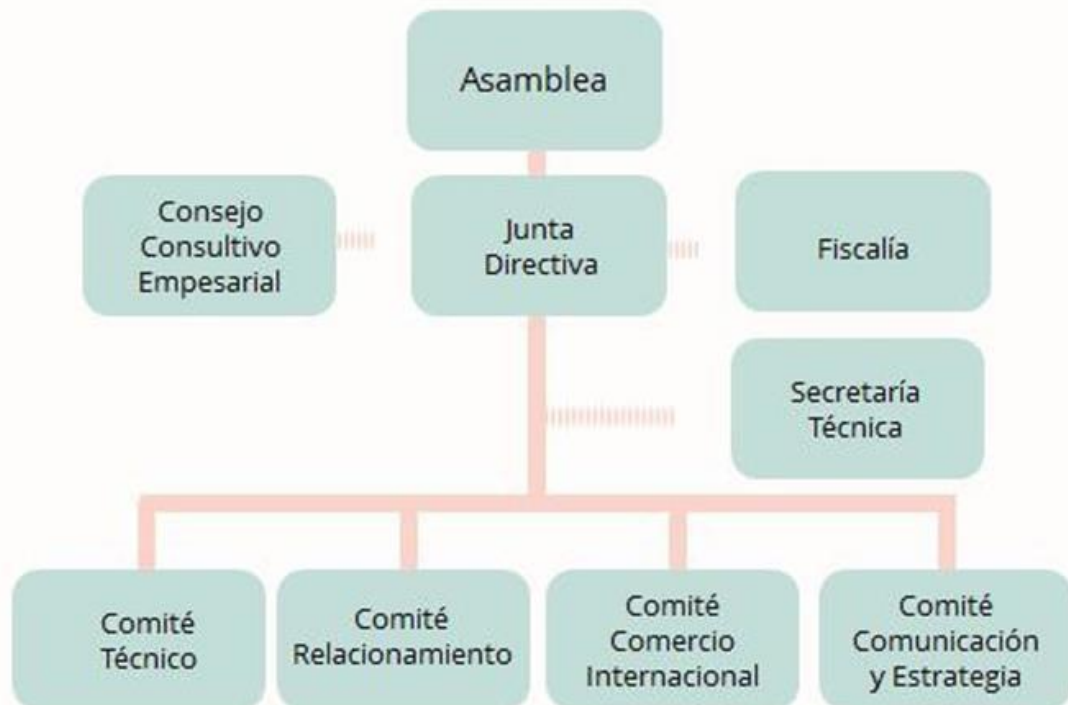 Asamblea
Consejo
Consultivo
Empesarial
Junta
Directiva
Fiscalía
Secretaría
Técnica
Comité
Técnico
Comité
Relacionamiento
Comité
Comercio
Internacional
Comité
Comunicación
y Estrategia